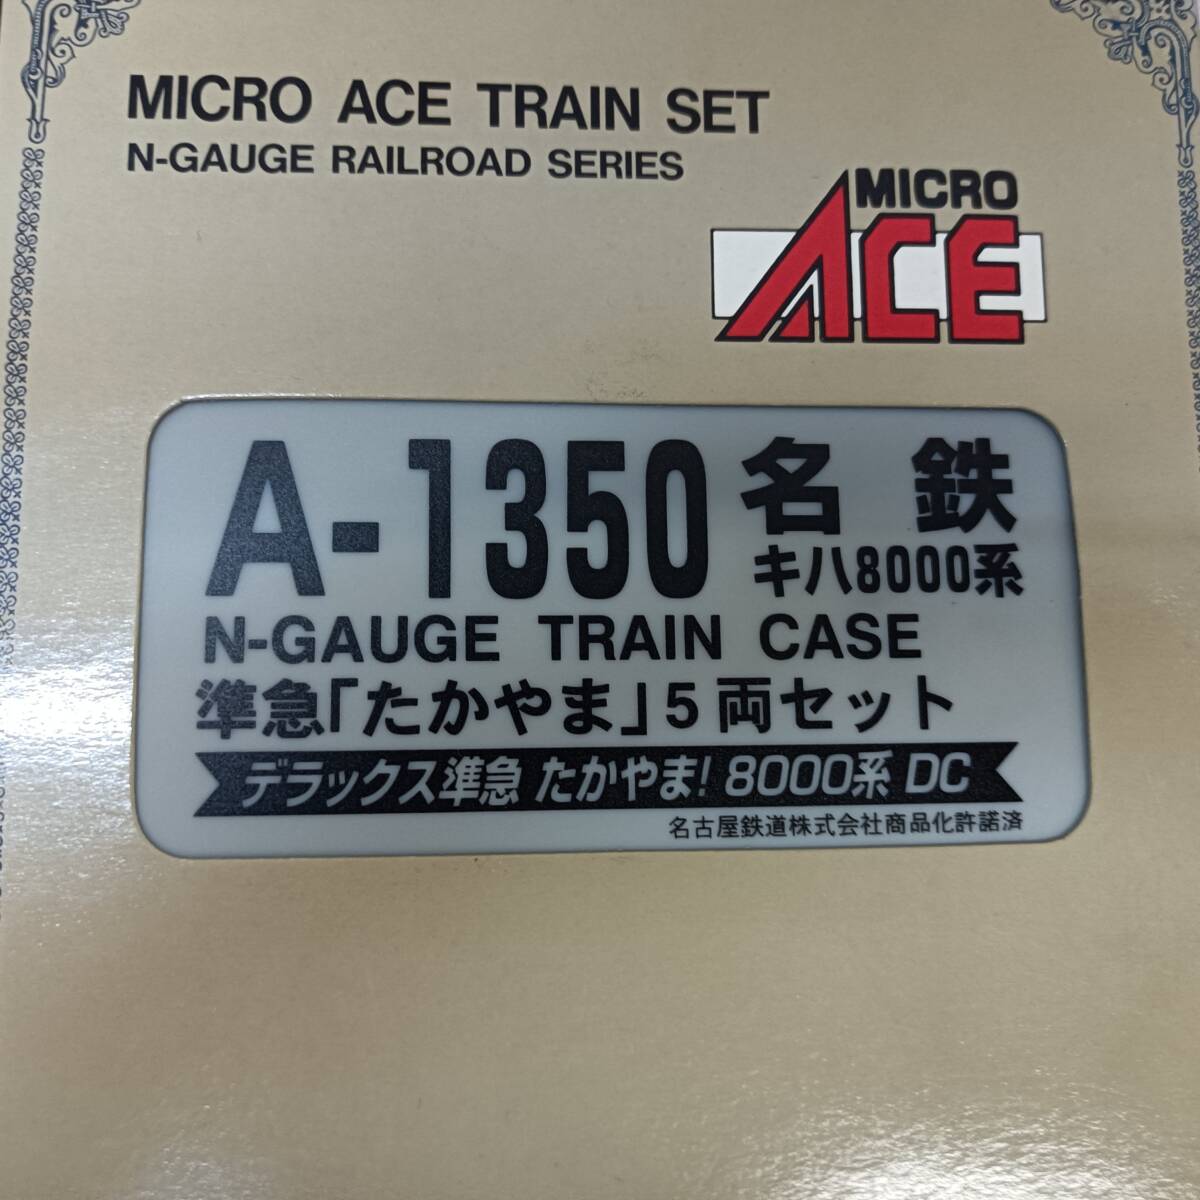 MICRO ACE TRAIN SET
N-GAUGE RAILROAD SERIES
MICRO
ACE
A-1350 名鉄
キハ8000系
N-GAUGE TRAIN CASE
準急「たかやま」5両セット
デラックス準急 たかやま! 8000系 DC
名古屋鉄道株式会社商品化許諾済